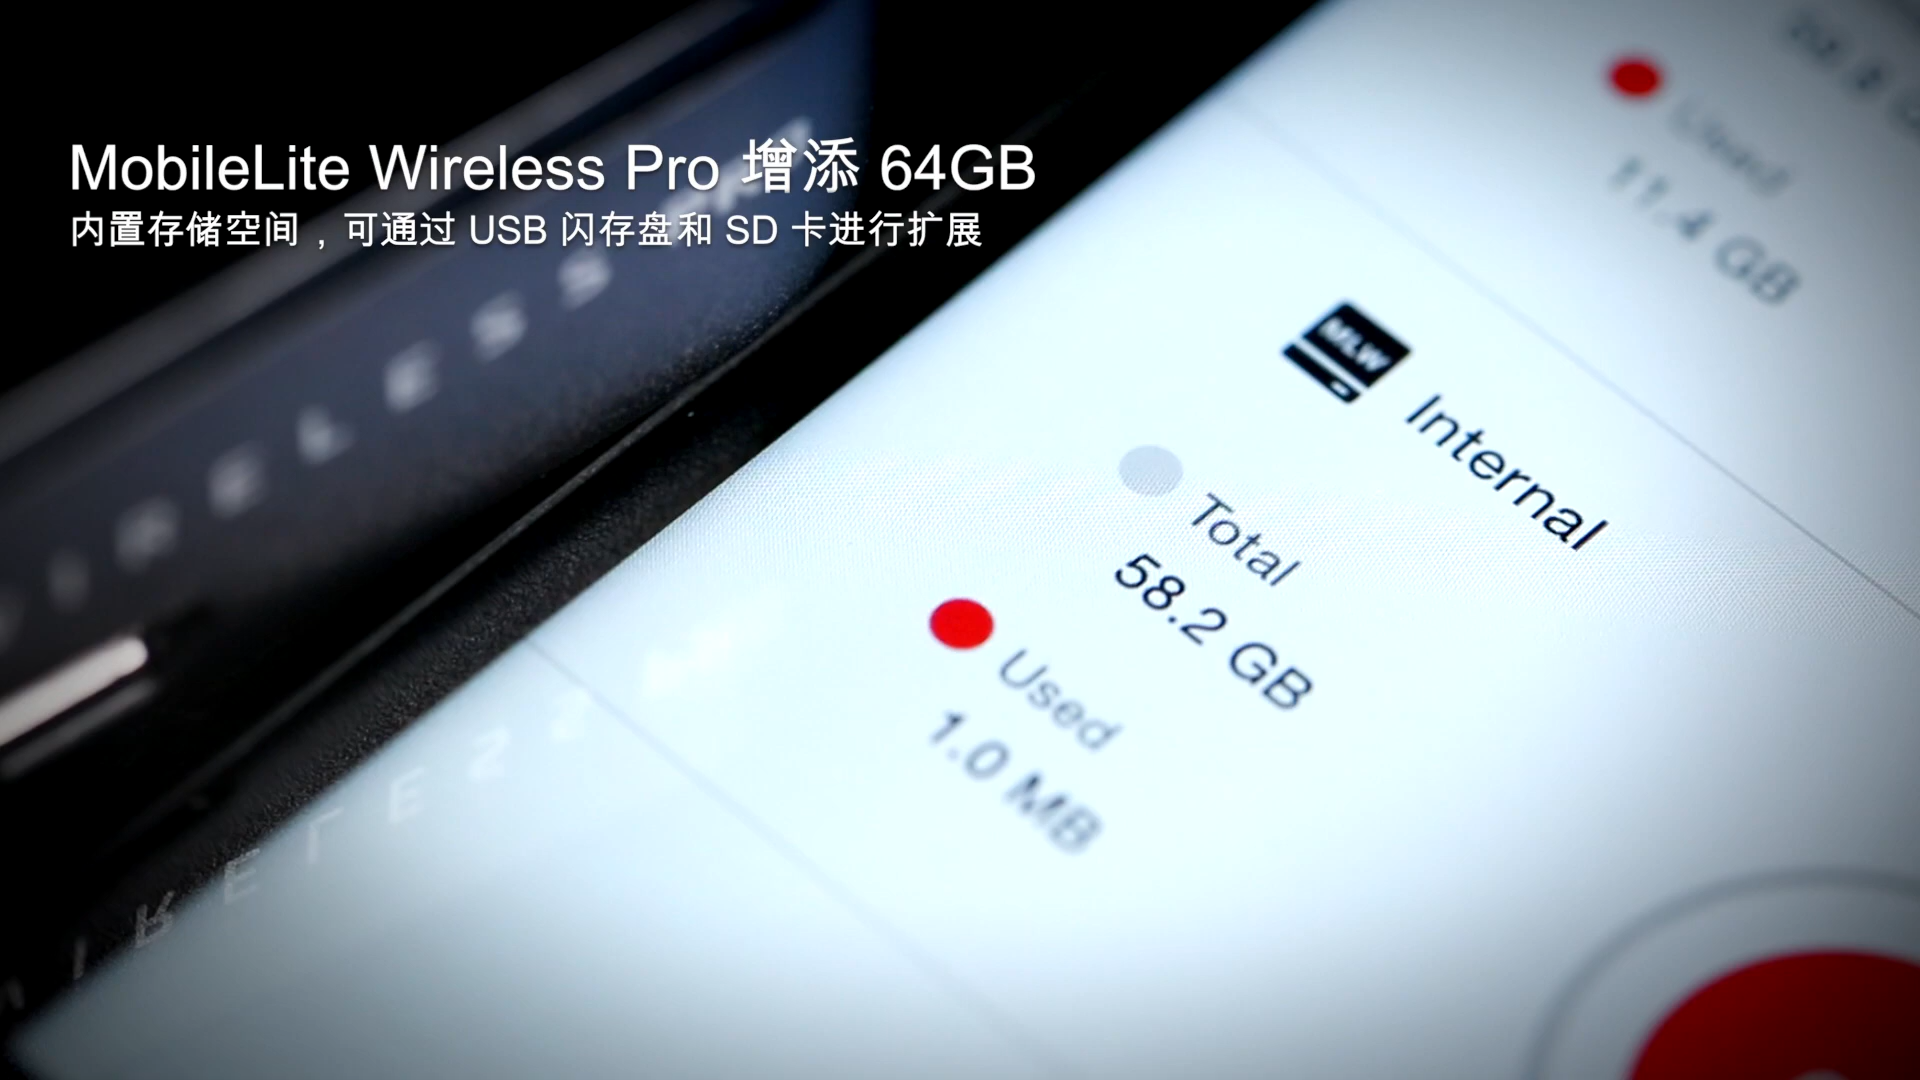 MobileLite Wireless Pro 增添 64GB
内置存储空间，可通过 USB 闪存盘和 SD 卡进行扩展
WIRELESS PRO
Used
11.4 GB
MLW
Internal
Total
58.2 GB
Used
1.0 MB